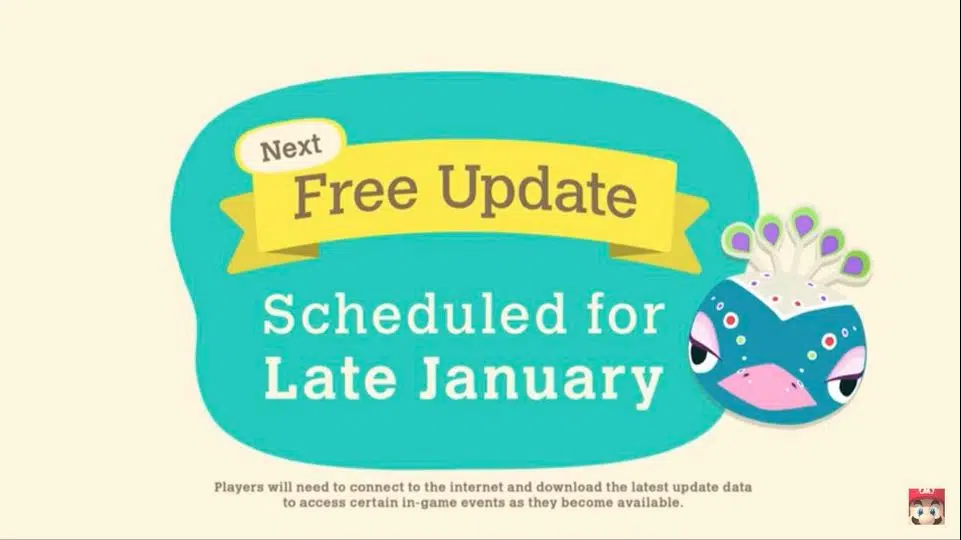 Next
Free Update
Scheduled for
Late January
Players will need to connect to the internet and download the latest update data
to access certain in-game events as they become available.